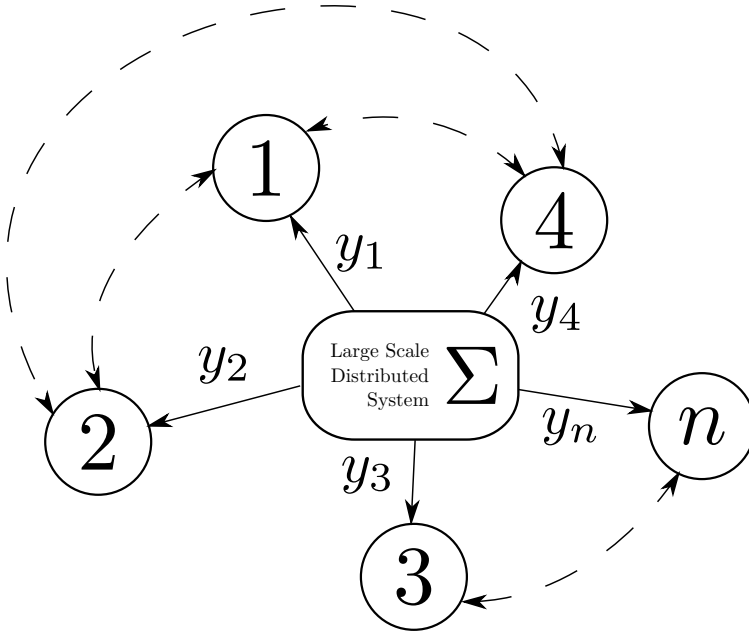 1
4
y₁
y₄
Large Scale
Distributed
System
Σ
y₂
yₙ
n
2
y₃
3